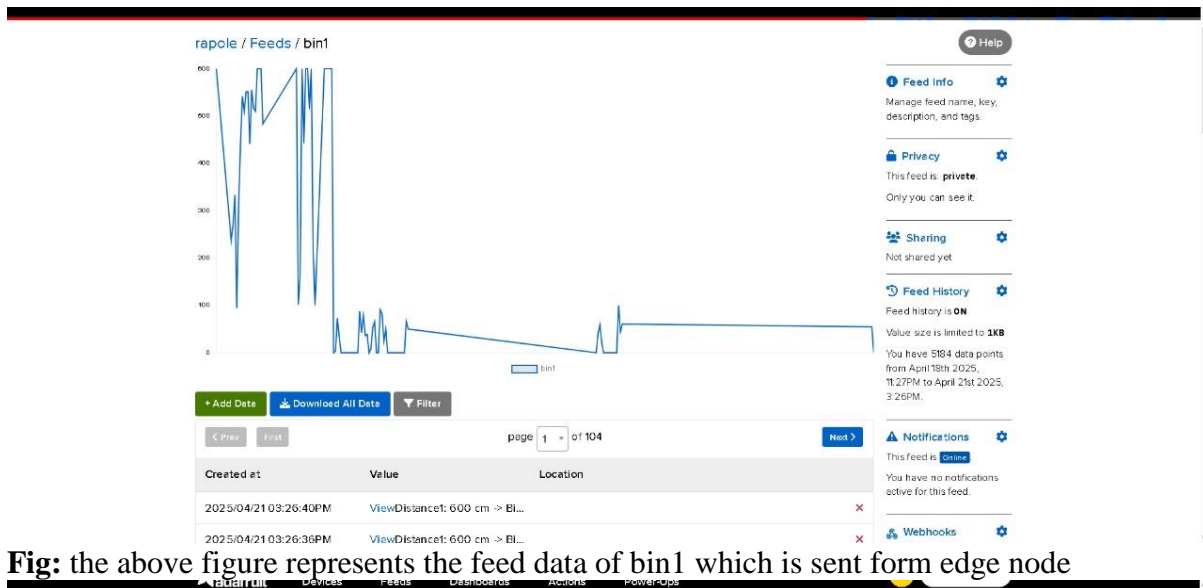 rapole / Feeds / bin1
Help
600
500
400
300
200
100
0
bin1
Feed Info
Manage feed name, key,
description, and tags.
Privacy
This feed is: private.
Only you can see it.
Sharing
Not shared yet
Feed History
Feed history is ON
Value size is limited to 1KB
You have 5184 data points
from April 18th 2025,
11:27PM to April 21st 2025,
3:26PM.
Notifications
This feed is Online.
You have no notifications
active for this feed.
Webhooks
+ Add Data Download All Data Filter
< Prev First page 1 of 104 Next >
Created at Value Location
2025/04/21 03:26:40PM ViewDistance1: 600 cm -> Bi... ×
2025/04/21 03:26:36PM ViewDistance1: 600 cm -> Bi... ×
Fig: the above figure represents the feed data of bin1 which is sent form edge node
adafruit Devices Feeds Dashboards Actions Power-Ups